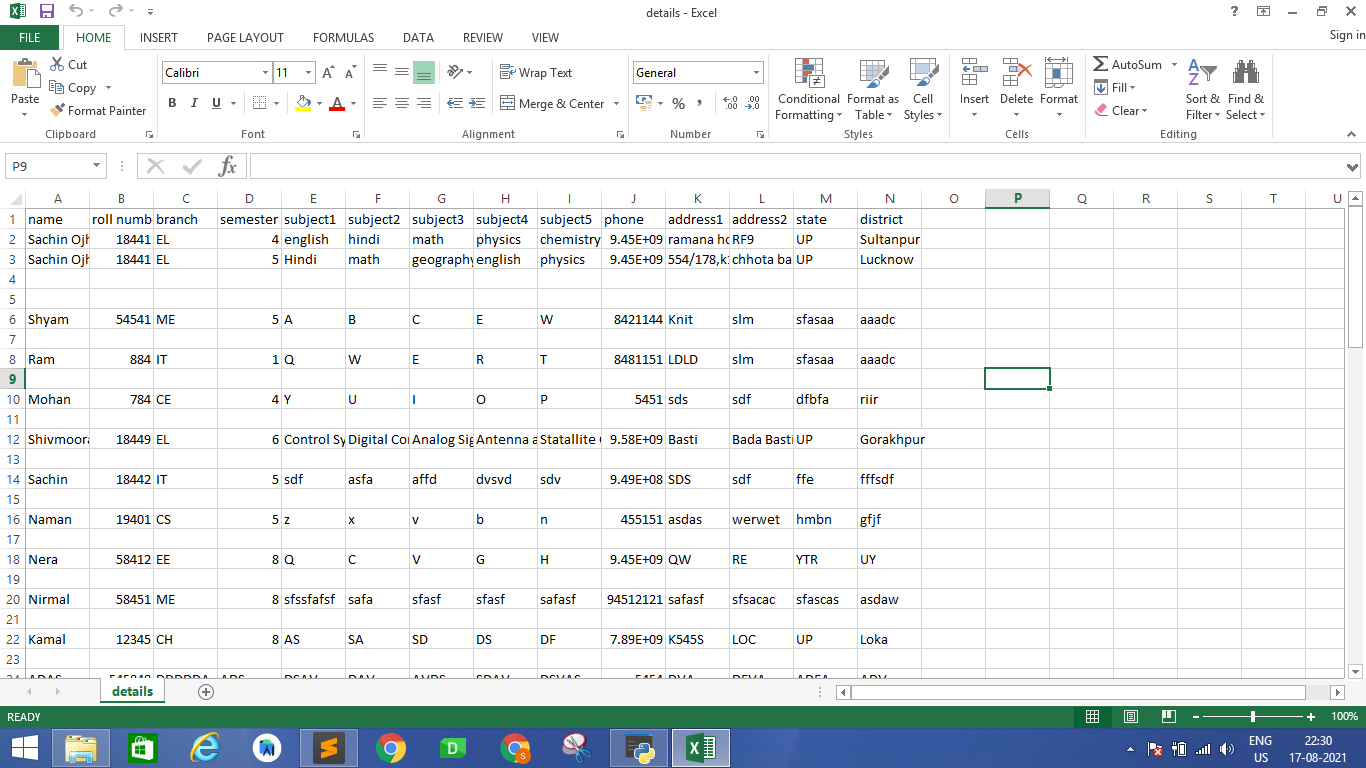 details - Excel
FILE HOME INSERT PAGE LAYOUT FORMULAS DATA REVIEW VIEW Sign in
Paste Cut Copy Format Painter Clipboard
Calibri 11 B I U Font
Wrap Text Merge & Center Alignment
General % , Number
Conditional Formatting Format as Table Cell Styles Styles
Insert Delete Format Cells
AutoSum Fill Clear Sort & Filter Find & Select Editing
P9 fx
A B C D E F G H I J K L M N O P Q R S T U
1 name roll numb branch semester subject1 subject2 subject3 subject4 subject5 phone address1 address2 state district
2 Sachin Ojh 18441 EL 4 english hindi math physics chemistry 9.45E+09 ramana ho RF9 UP Sultanpur
3 Sachin Ojh 18441 EL 5 Hindi math geography english physics 9.45E+09 554/178,k chhota ba UP Lucknow
4
5
6 Shyam 54541 ME 5 A B C E W 8421144 Knit slm sfasaa aaadc
7
8 Ram 884 IT 1 Q W E R T 8481151 LDLD slm sfasaa aaadc
9
10 Mohan 784 CE 4 Y U I O P 5451 sds sdf dfbfa riir
11
12 Shivmoora 18449 EL 6 Control Sy Digital Co Analog Sig Antenna a Statallite 9.58E+09 Basti Bada Basti UP Gorakhpur
13
14 Sachin 18442 IT 5 sdf asfa affd dvsvd sdv 9.49E+08 SDS sdf ffe fffsdf
15
16 Naman 19401 CS 5 z x v b n 455151 asdas werwet hmbn gfjf
17
18 Nera 58412 EE 8 Q C V G H 9.45E+09 QW RE YTR UY
19
20 Nirmal 58451 ME 8 sfssfafsf safa sfasf sfasf safasf 94512121 safasf sfsacac sfascas asdaw
21
22 Kamal 12345 CH 8 AS SA SD DS DF 7.89E+09 K545S LOC UP Loka
23
details
READY 100%
ENG 22:30
US 17-08-2021